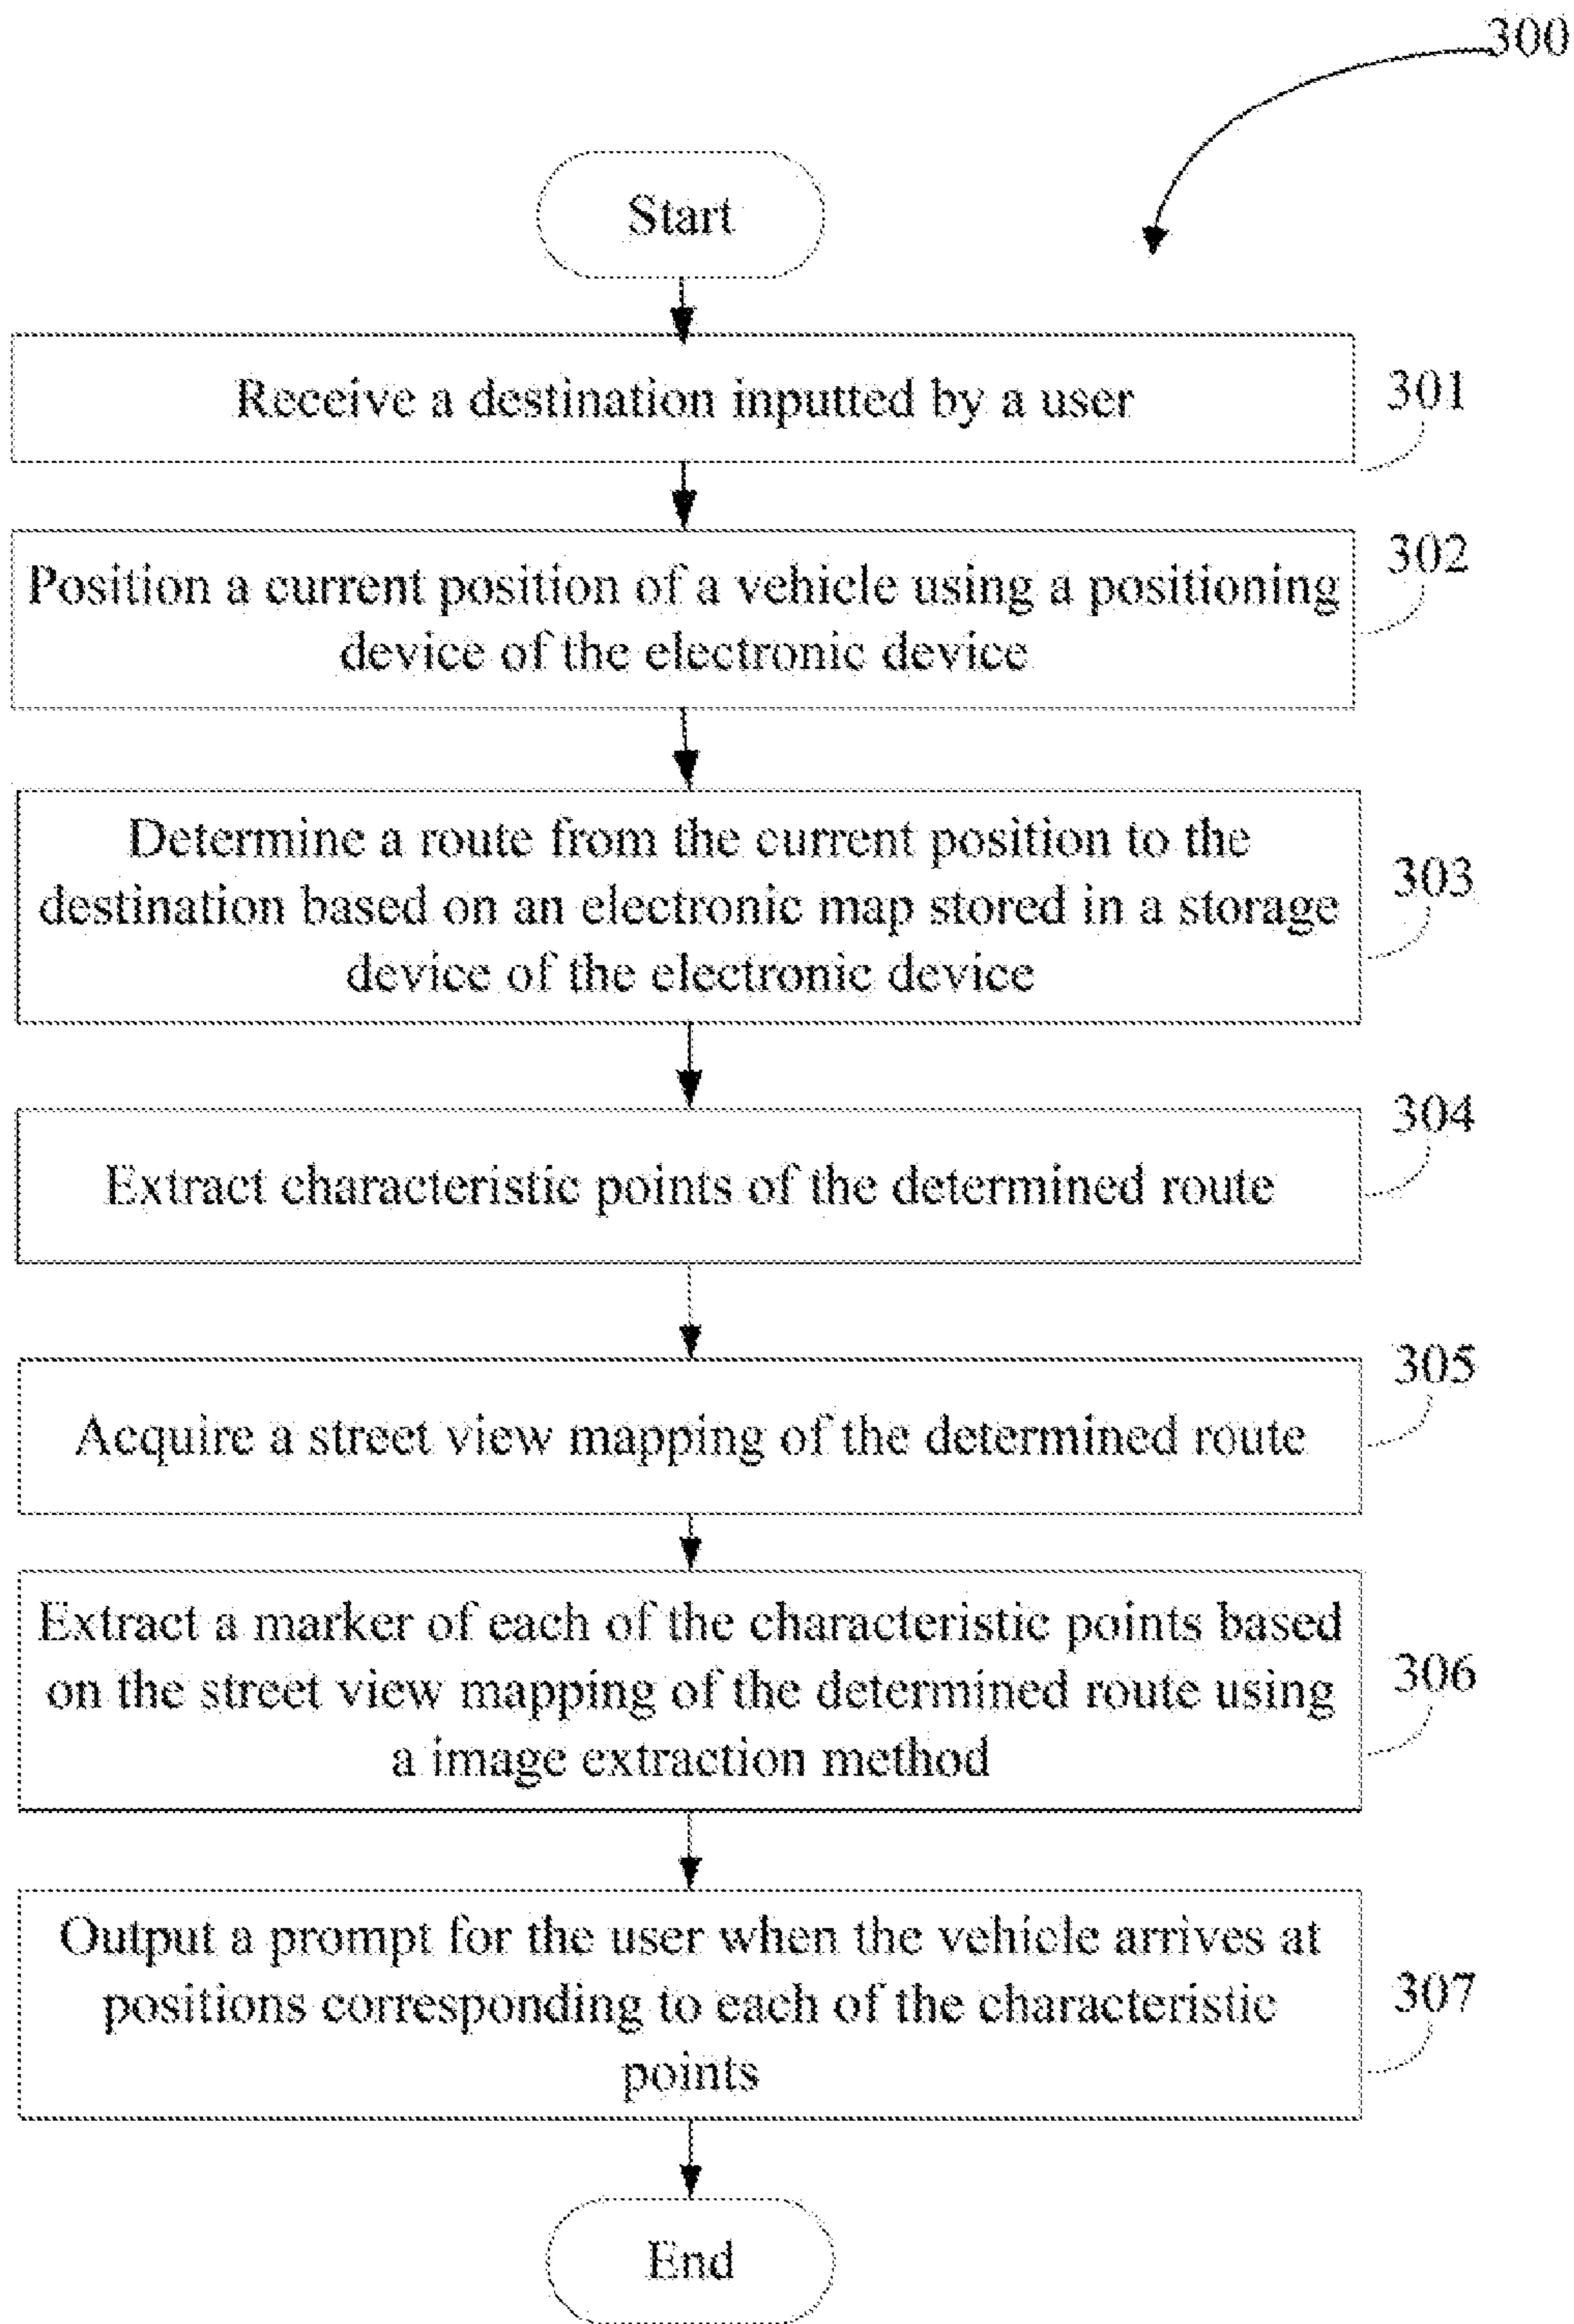 300
Start
Receive a destination inputted by a user
301
Position a current position of a vehicle using a positioning
device of the electronic device
302
Determine a route from the current position to the
destination based on an electronic map stored in a storage
device of the electronic device
303
Extract characteristic points of the determined route
304
Acquire a street view mapping of the determined route
305
Extract a marker of each of the characteristic points based
on the street view mapping of the determined route using
a image extraction method
306
Output a prompt for the user when the vehicle arrives at
positions corresponding to each of the characteristic
points
307
End